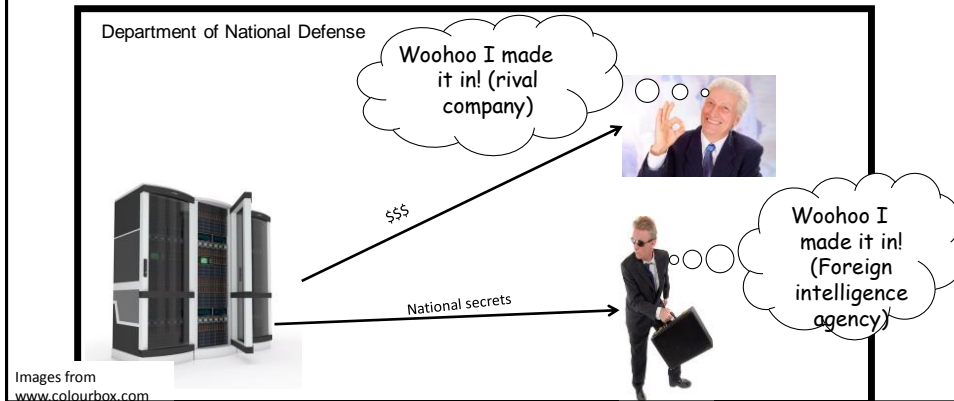 Department of National Defense
Woohoo I made
it in! (rival
company)
$$$
Woohoo I
made it in!
(Foreign
intelligence
agency)
National secrets
Images from
www.colourbox.com